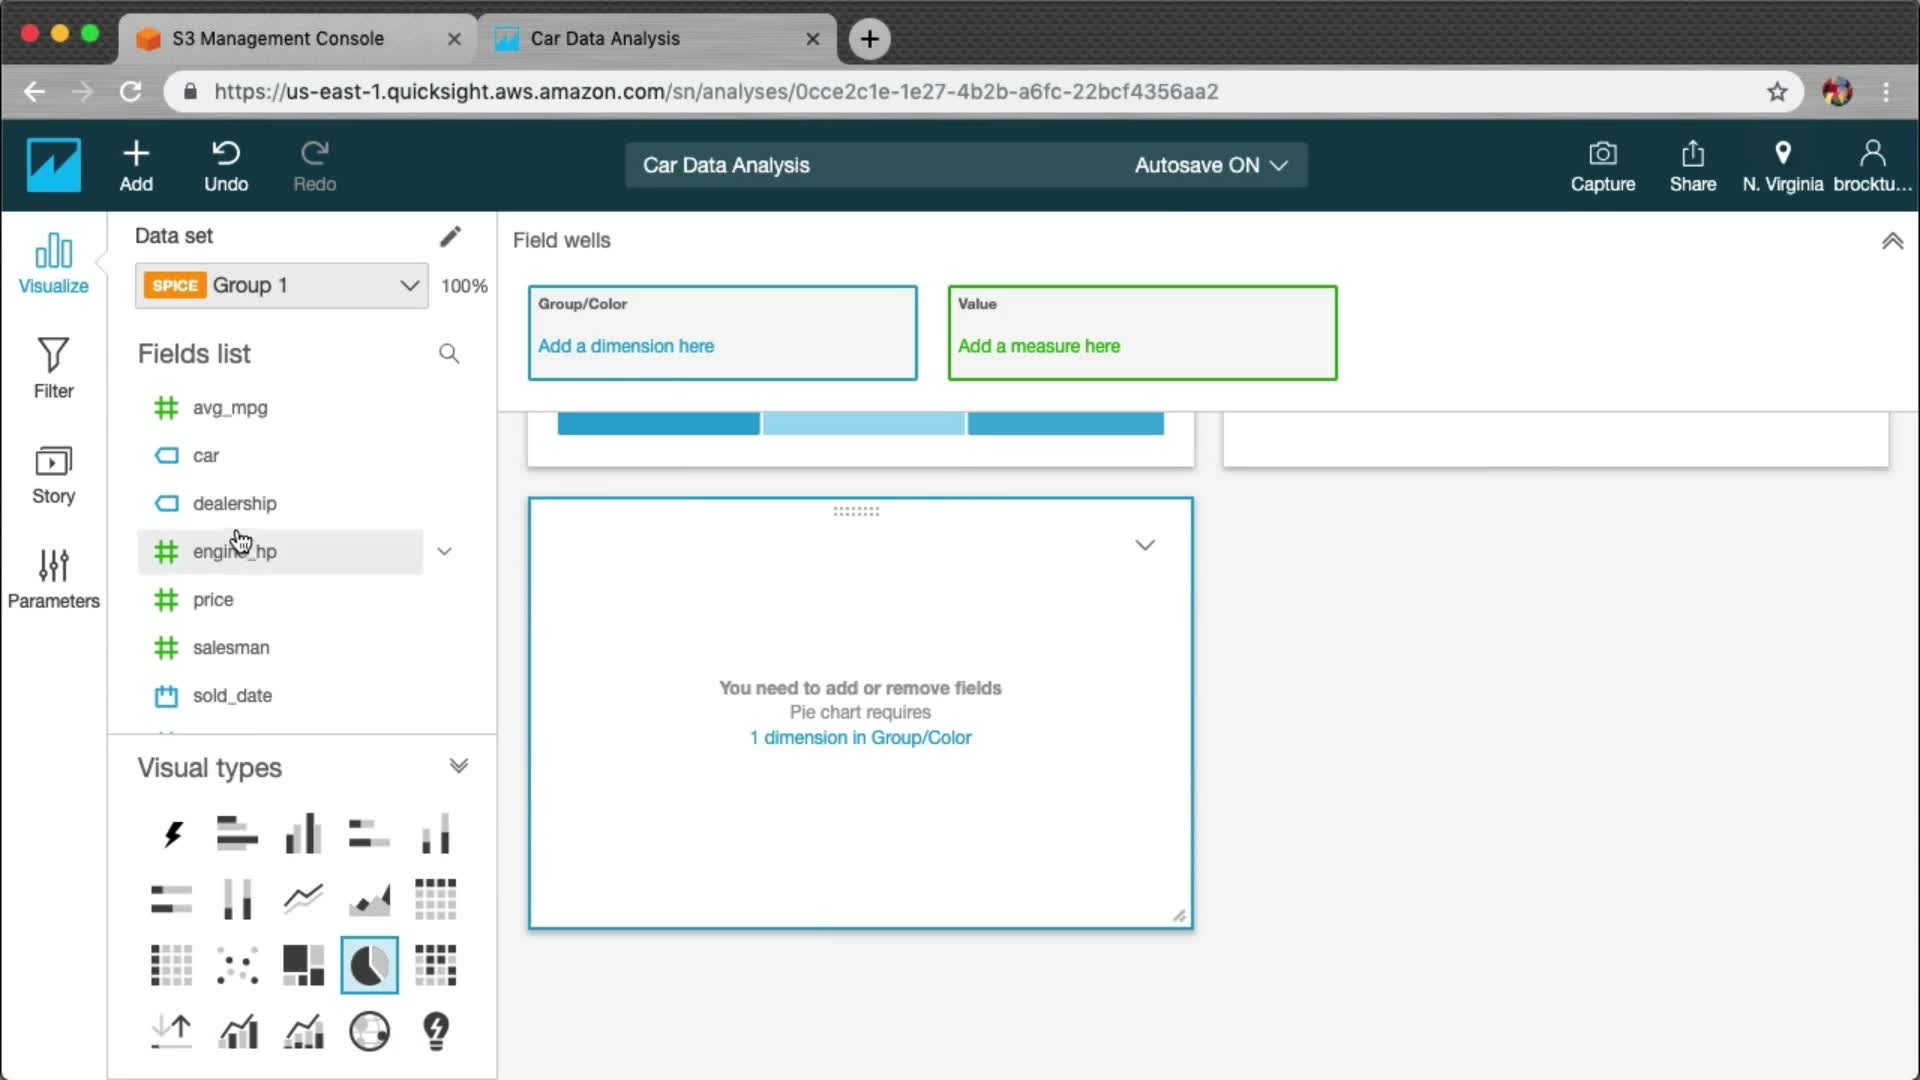 S3 Management Console
Car Data Analysis
https://us-east-1.quicksight.aws.amazon.com/sn/analyses/0cce2c1e-1e27-4b2b-a6fc-22bcf4356aa2
Add
Undo
Redo
Car Data Analysis
Autosave ON
Capture
Share
N. Virginia
brocktu...
Visualize
Filter
Story
Parameters
Data set
SPICE Group 1
100%
Fields list
avg_mpg
car
dealership
engine_hp
price
salesman
sold_date
Visual types
Field wells
Group/Color
Add a dimension here
Value
Add a measure here
You need to add or remove fields
Pie chart requires
1 dimension in Group/Color